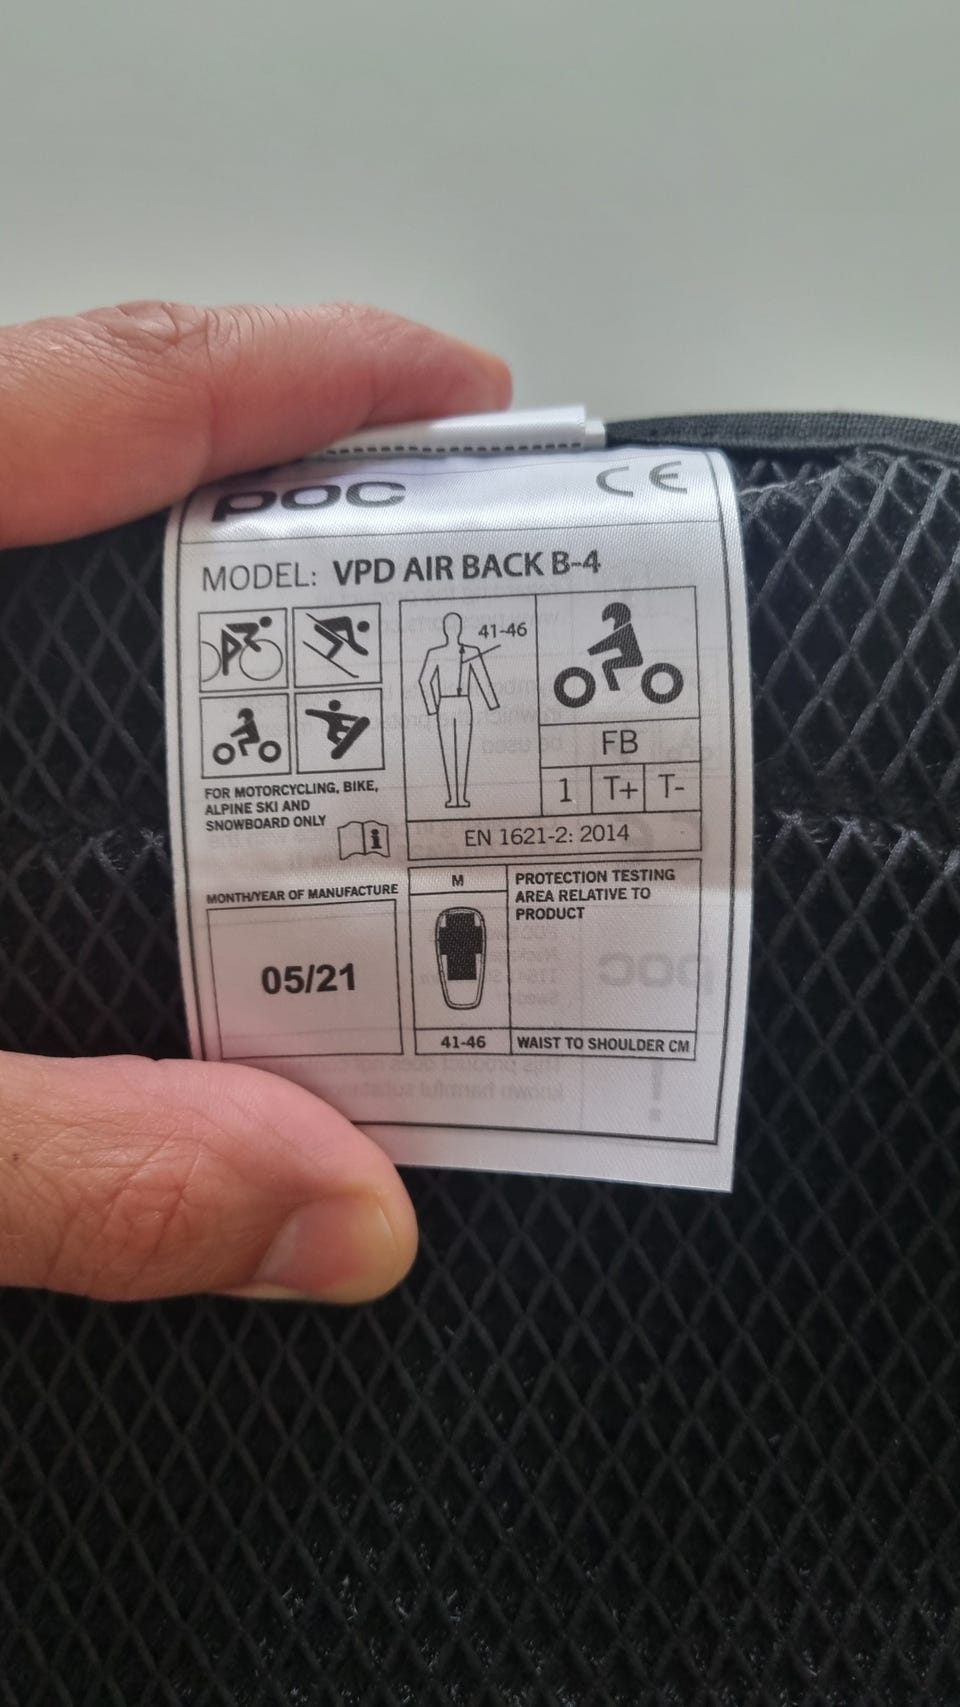 poc CE
MODEL: VPD AIR BACK B-4
41-46
FB
1 T+ T-
FOR MOTORCYCLING, BIKE,
ALPINE SKI AND
SNOWBOARD ONLY
i
EN 1621-2: 2014
MONTH/YEAR OF MANUFACTURE
05/21
M
PROTECTION TESTING
AREA RELATIVE TO
PRODUCT
41-46 WAIST TO SHOULDER CM